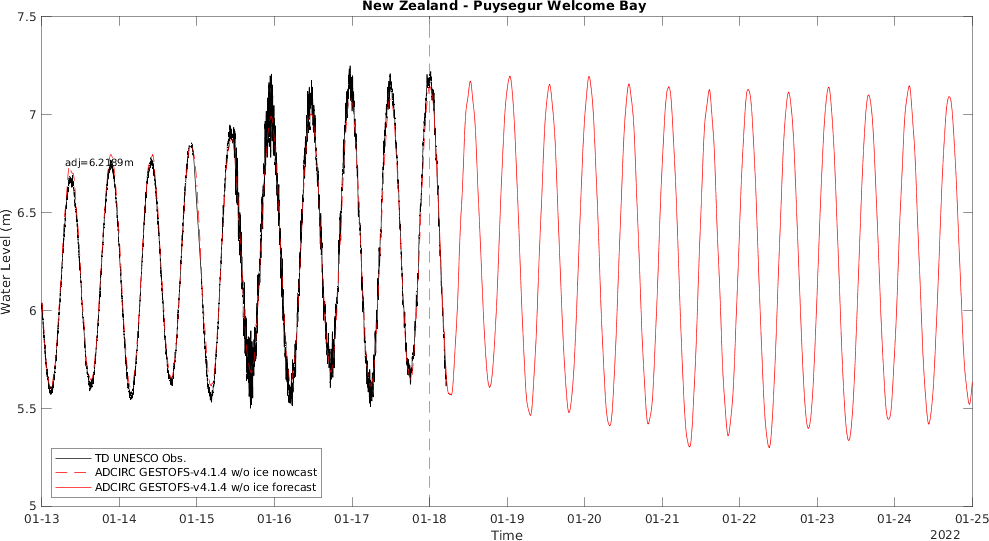 New Zealand - Puysegur Welcome Bay
Water Level (m)
7.5
7
6.5
6
5.5
5
adj=6.2189m
TD UNESCO Obs.
ADCIRC GESTOFS-v4.1.4 w/o ice nowcast
ADCIRC GESTOFS-v4.1.4 w/o ice forecast
01-13 01-14 01-15 01-16 01-17 01-18 01-19 01-20 01-21 01-22 01-23 01-24 01-25
Time
2022